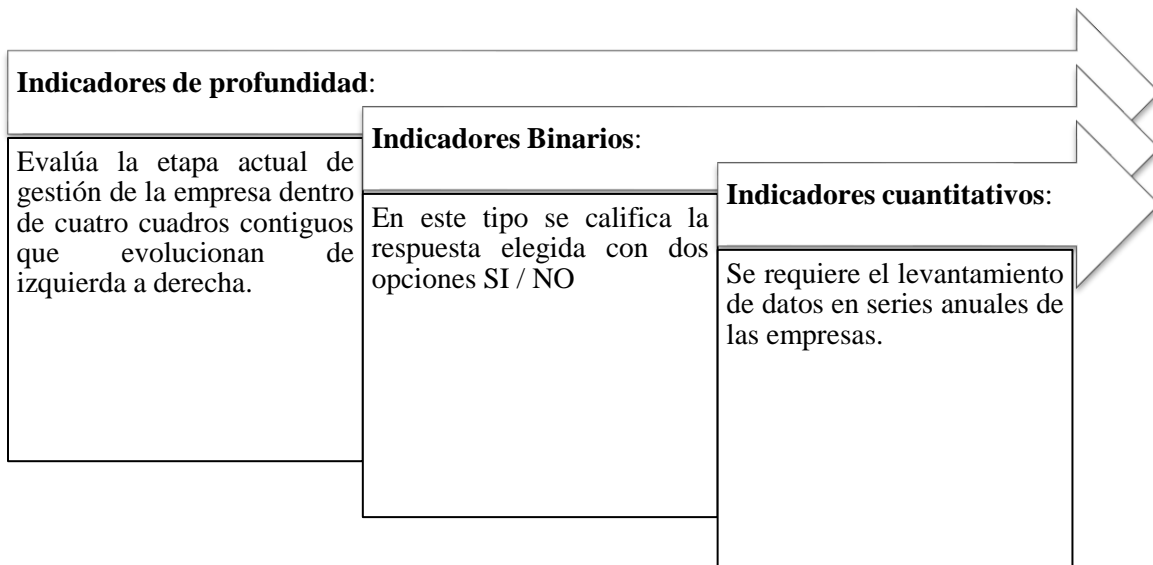 Indicadores de profundidad:
Evalúa la etapa actual de
gestión de la empresa dentro
de cuatro cuadros contiguos
que evolucionan de
izquierda a derecha.
Indicadores Binarios:
En este tipo se califica la
respuesta elegida con dos
opciones SI / NO
Indicadores cuantitativos:
Se requiere el levantamiento
de datos en series anuales de
las empresas.